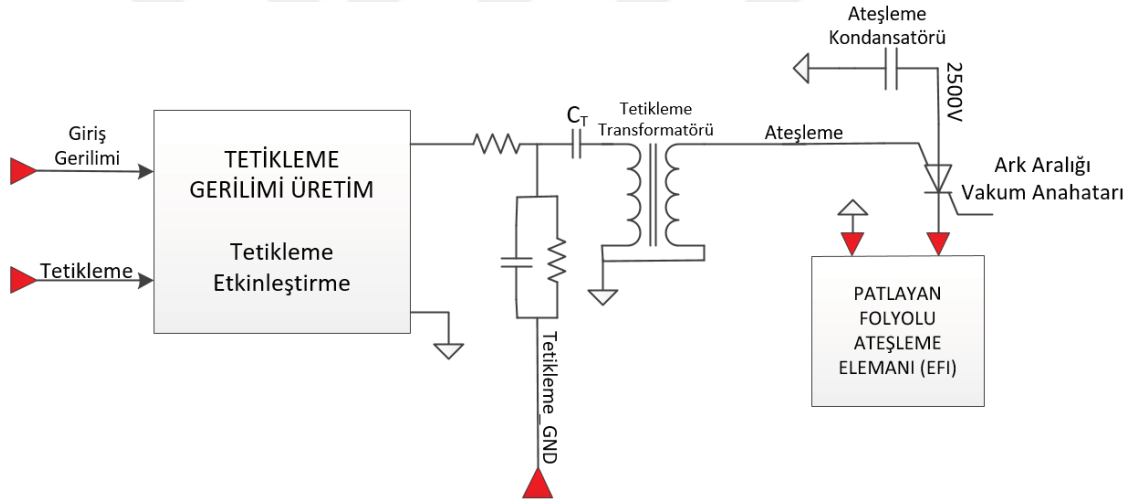 Ateşleme
Kondansatörü
2500V
Giriş
Gerilimi
TETİKLEME
GERİLİMİ ÜRETİM
Tetikleme
Etkinleştirme
Tetikleme
CT
Tetikleme
Transformatörü
Ateşleme
Ark Aralığı
Vakum Anahatarı
Tetikleme_GND
PATLAYAN
FOLYOLU
ATEŞLEME
ELEMANI (EFI)